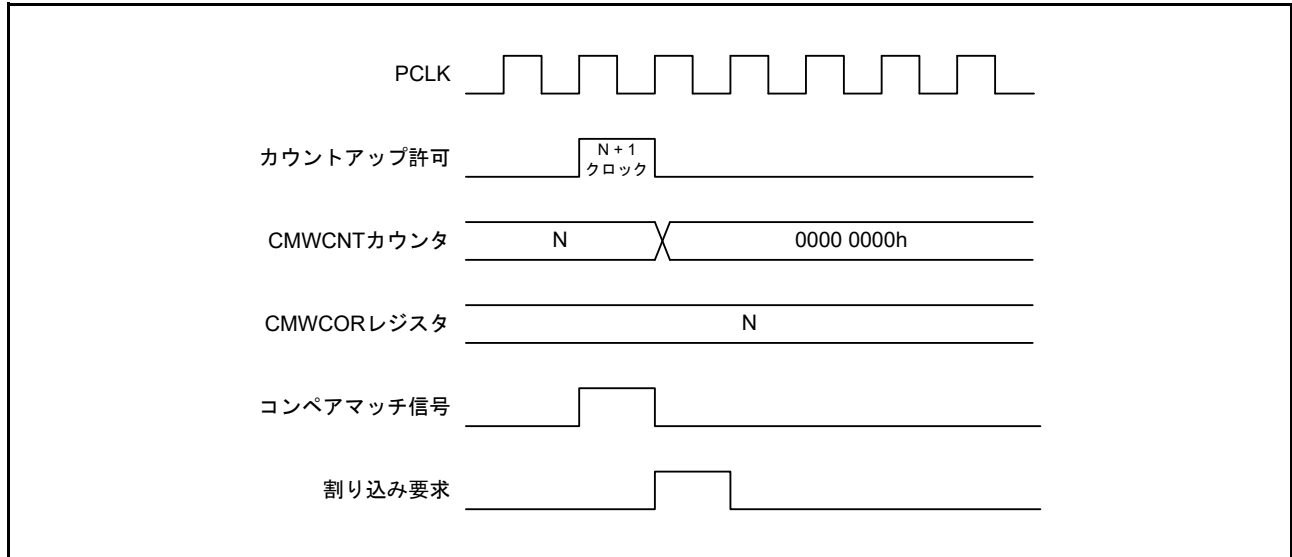 PCLK
カウントアップ許可
N + 1
クロック
CMWCNTカウンタ
N
0000 0000h
CMWCORレジスタ
N
コンペアマッチ信号
割り込み要求